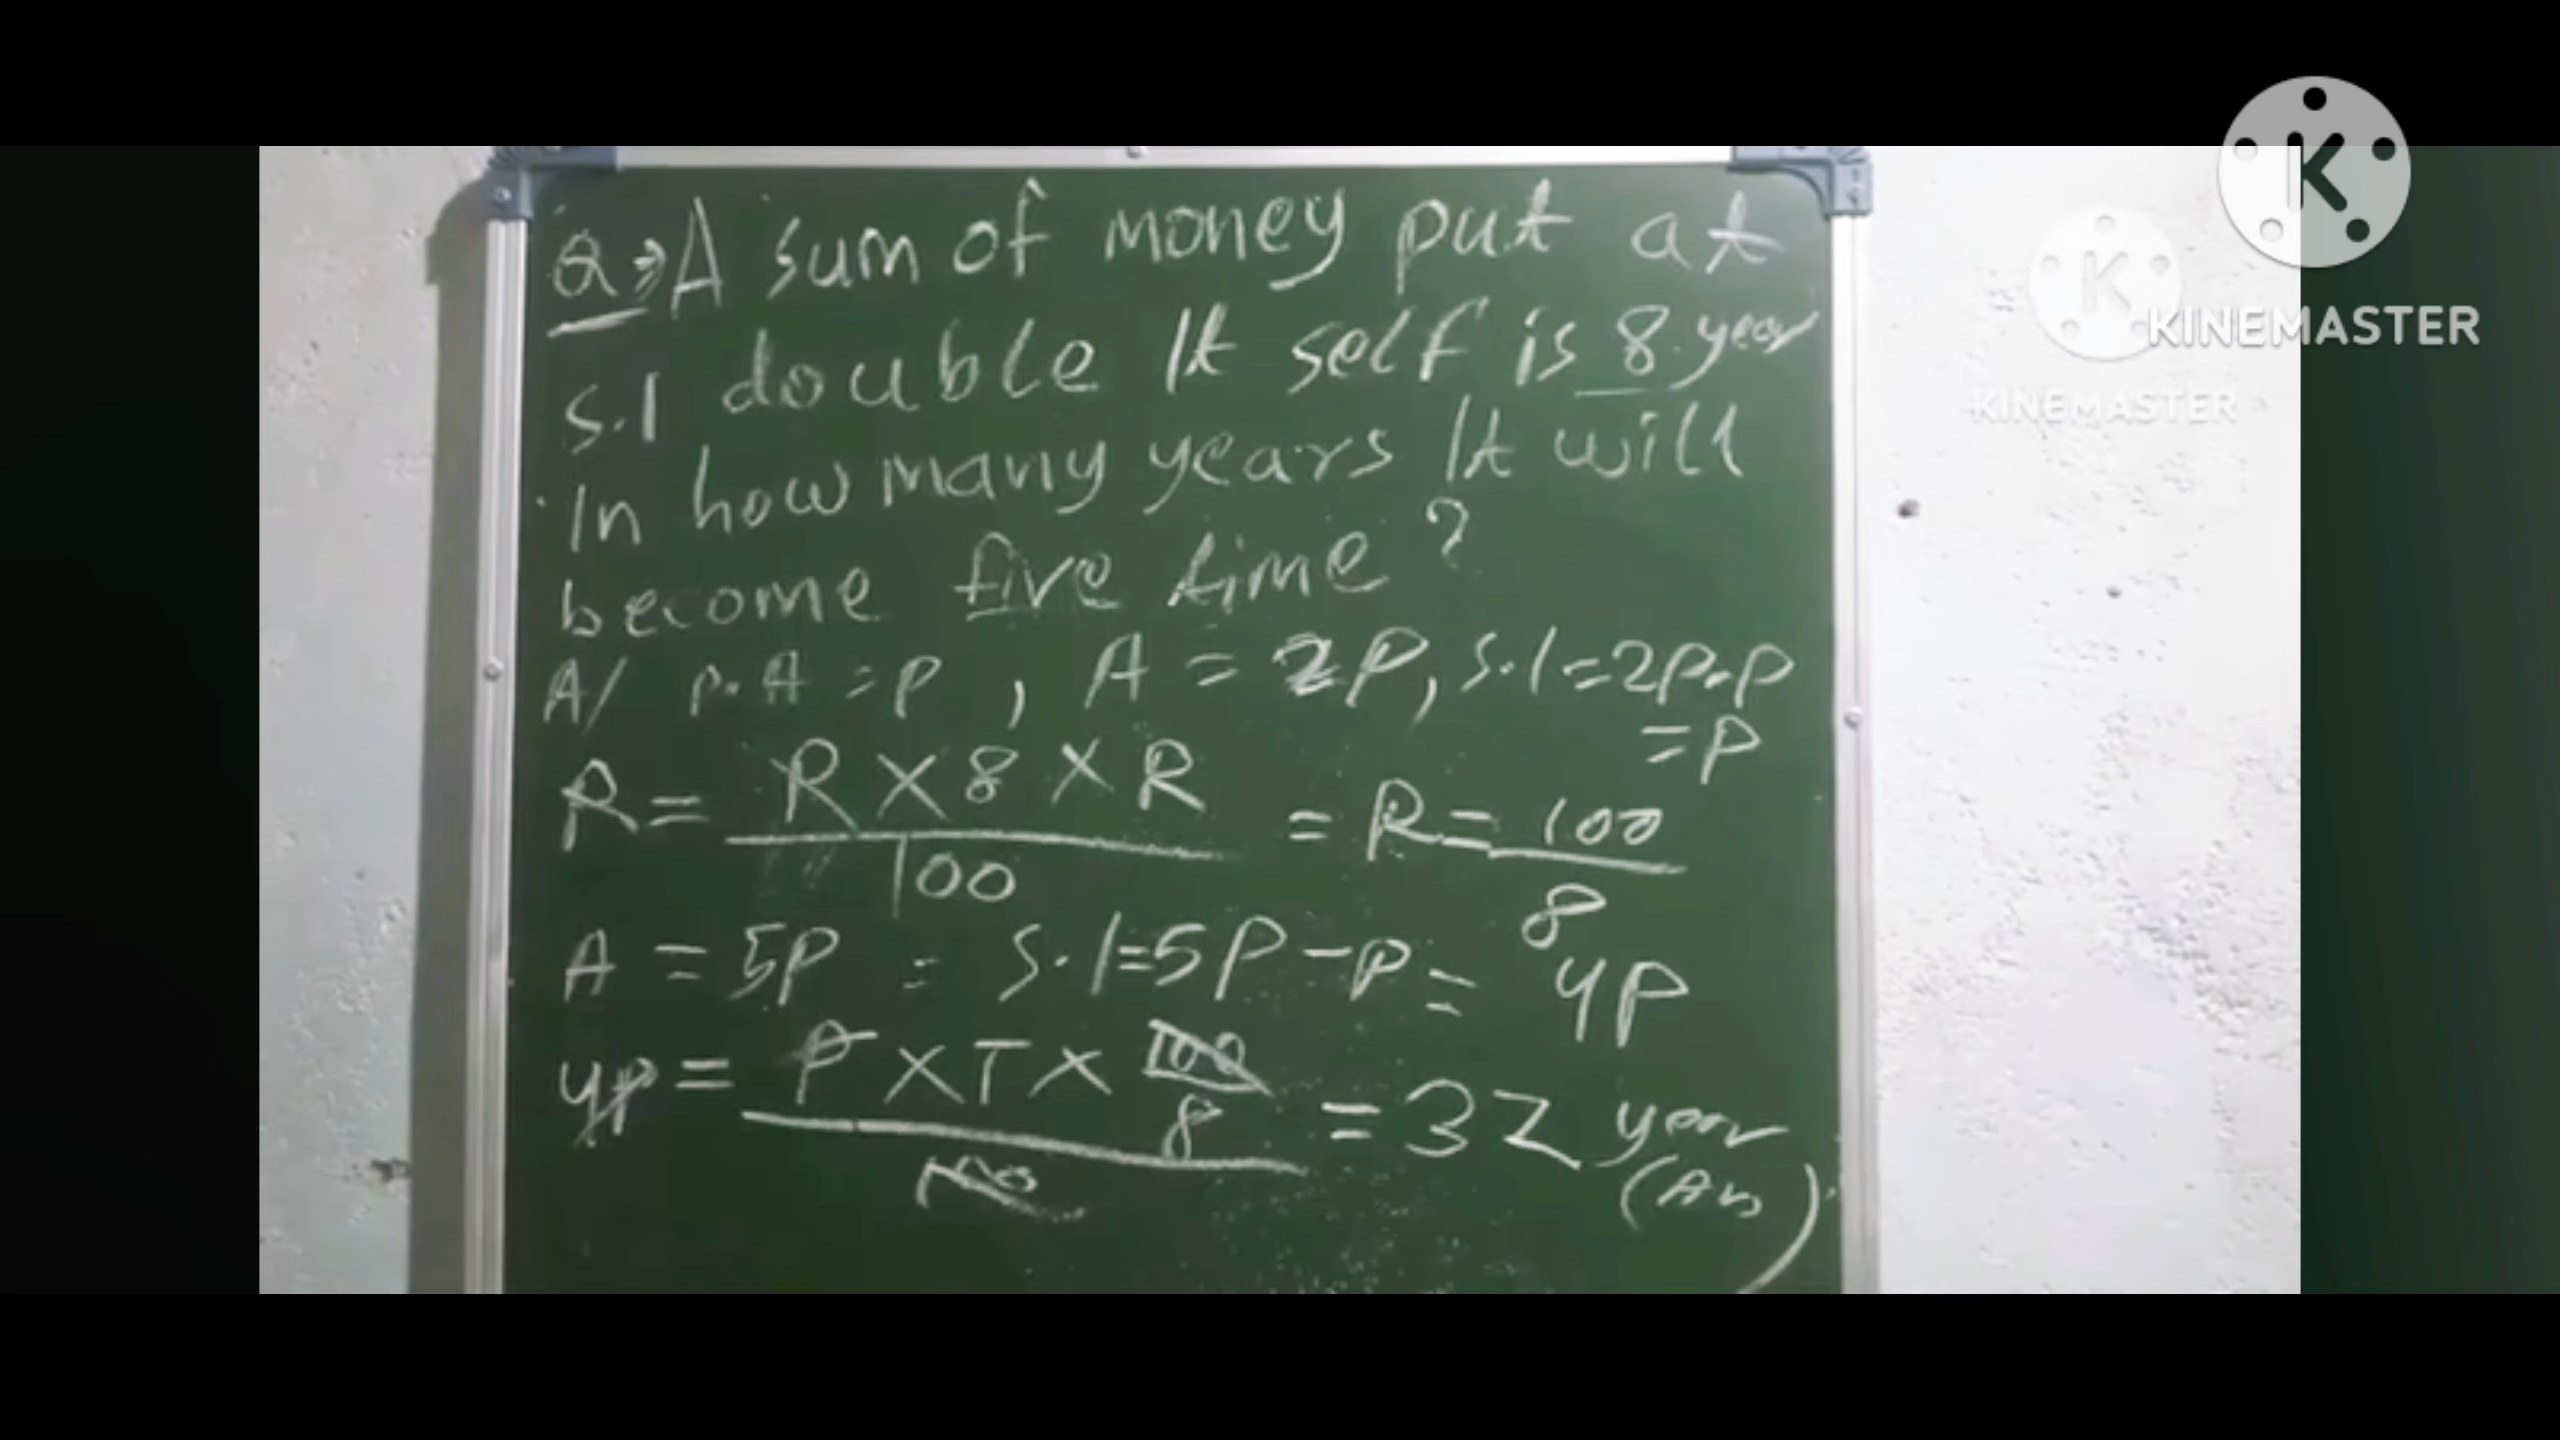 Q⇒A sum of money put at
S.I double It self is 8 year
In how many years It will
become five time?
A/ P.A = P, A = 2P, S.I = 2P-P
= P
R = R × 8 × R / 100 = R = 100 / 8
A = 5P = S.I = 5P - P = 4P
4P = P × T × 100/8 / 100 = 32 year
(Ans)
K
KINEMASTER
K
KINEMASTER